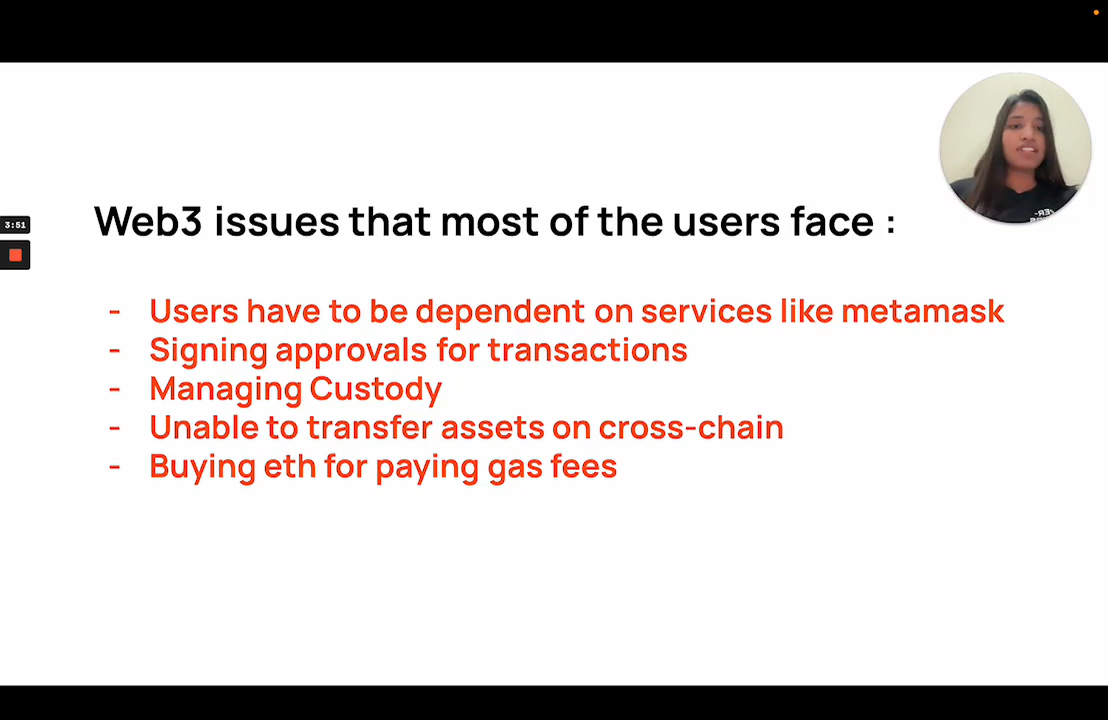 Web3 issues that most of the users face :
3:51
- Users have to be dependent on services like metamask
- Signing approvals for transactions
- Managing Custody
- Unable to transfer assets on cross-chain
- Buying eth for paying gas fees